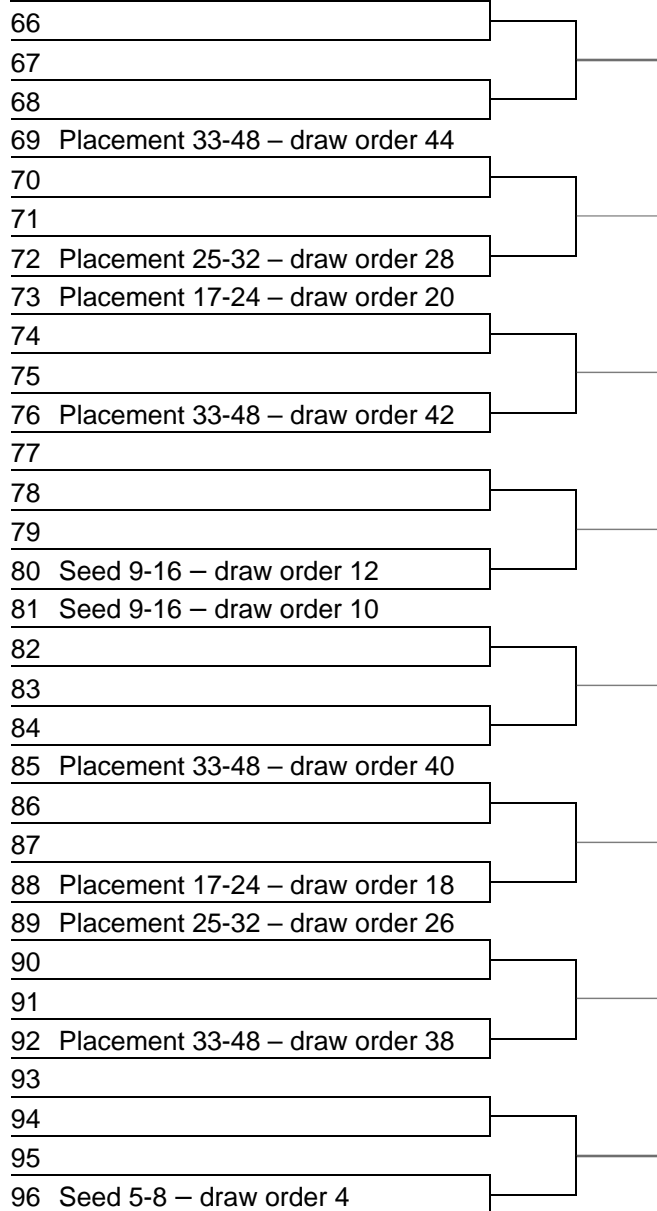 66
67
68
69 Placement 33-48 – draw order 44
70
71
72 Placement 25-32 – draw order 28
73 Placement 17-24 – draw order 20
74
75
76 Placement 33-48 – draw order 42
77
78
79
80 Seed 9-16 – draw order 12
81 Seed 9-16 – draw order 10
82
83
84
85 Placement 33-48 – draw order 40
86
87
88 Placement 17-24 – draw order 18
89 Placement 25-32 – draw order 26
90
91
92 Placement 33-48 – draw order 38
93
94
95
96 Seed 5-8 – draw order 4